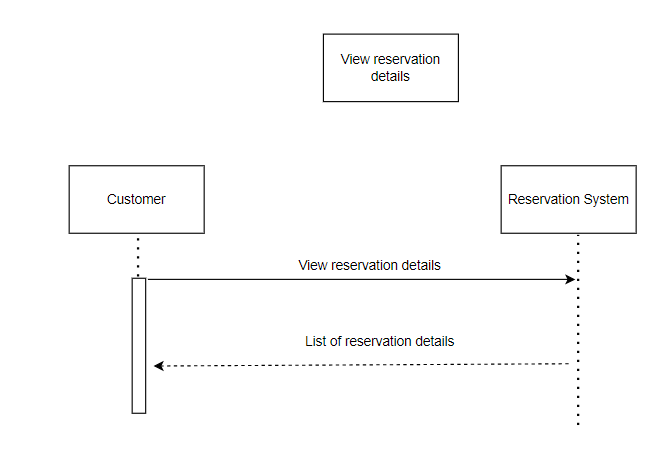 View reservation
details
Customer
Reservation System
View reservation details
List of reservation details